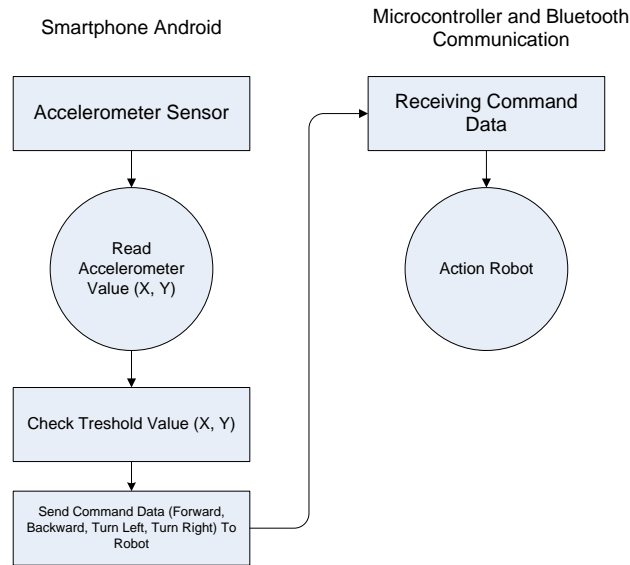 Smartphone Android
Accelerometer Sensor
Read
Accelerometer
Value (X, Y)
Check Treshold Value (X, Y)
Send Command Data (Forward,
Backward, Turn Left, Turn Right) To
Robot
Microcontroller and Bluetooth
Communication
Receiving Command
Data
Action Robot